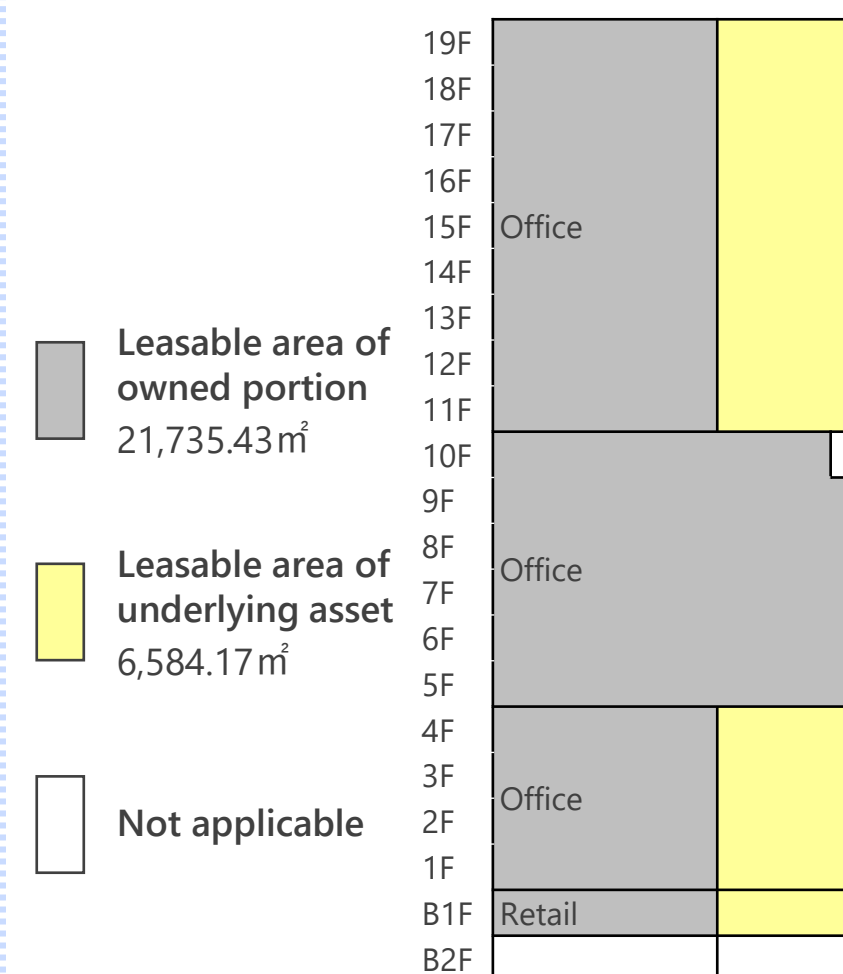 Leasable area of
owned portion
21,735.43㎡
Leasable area of
underlying asset
6,584.17㎡
Not applicable
19F
18F
17F
16F
15F Office
14F
13F
12F
11F
10F
9F
8F
Office
7F
6F
5F
4F
3F
Office
2F
1F
B1F Retail
B2F